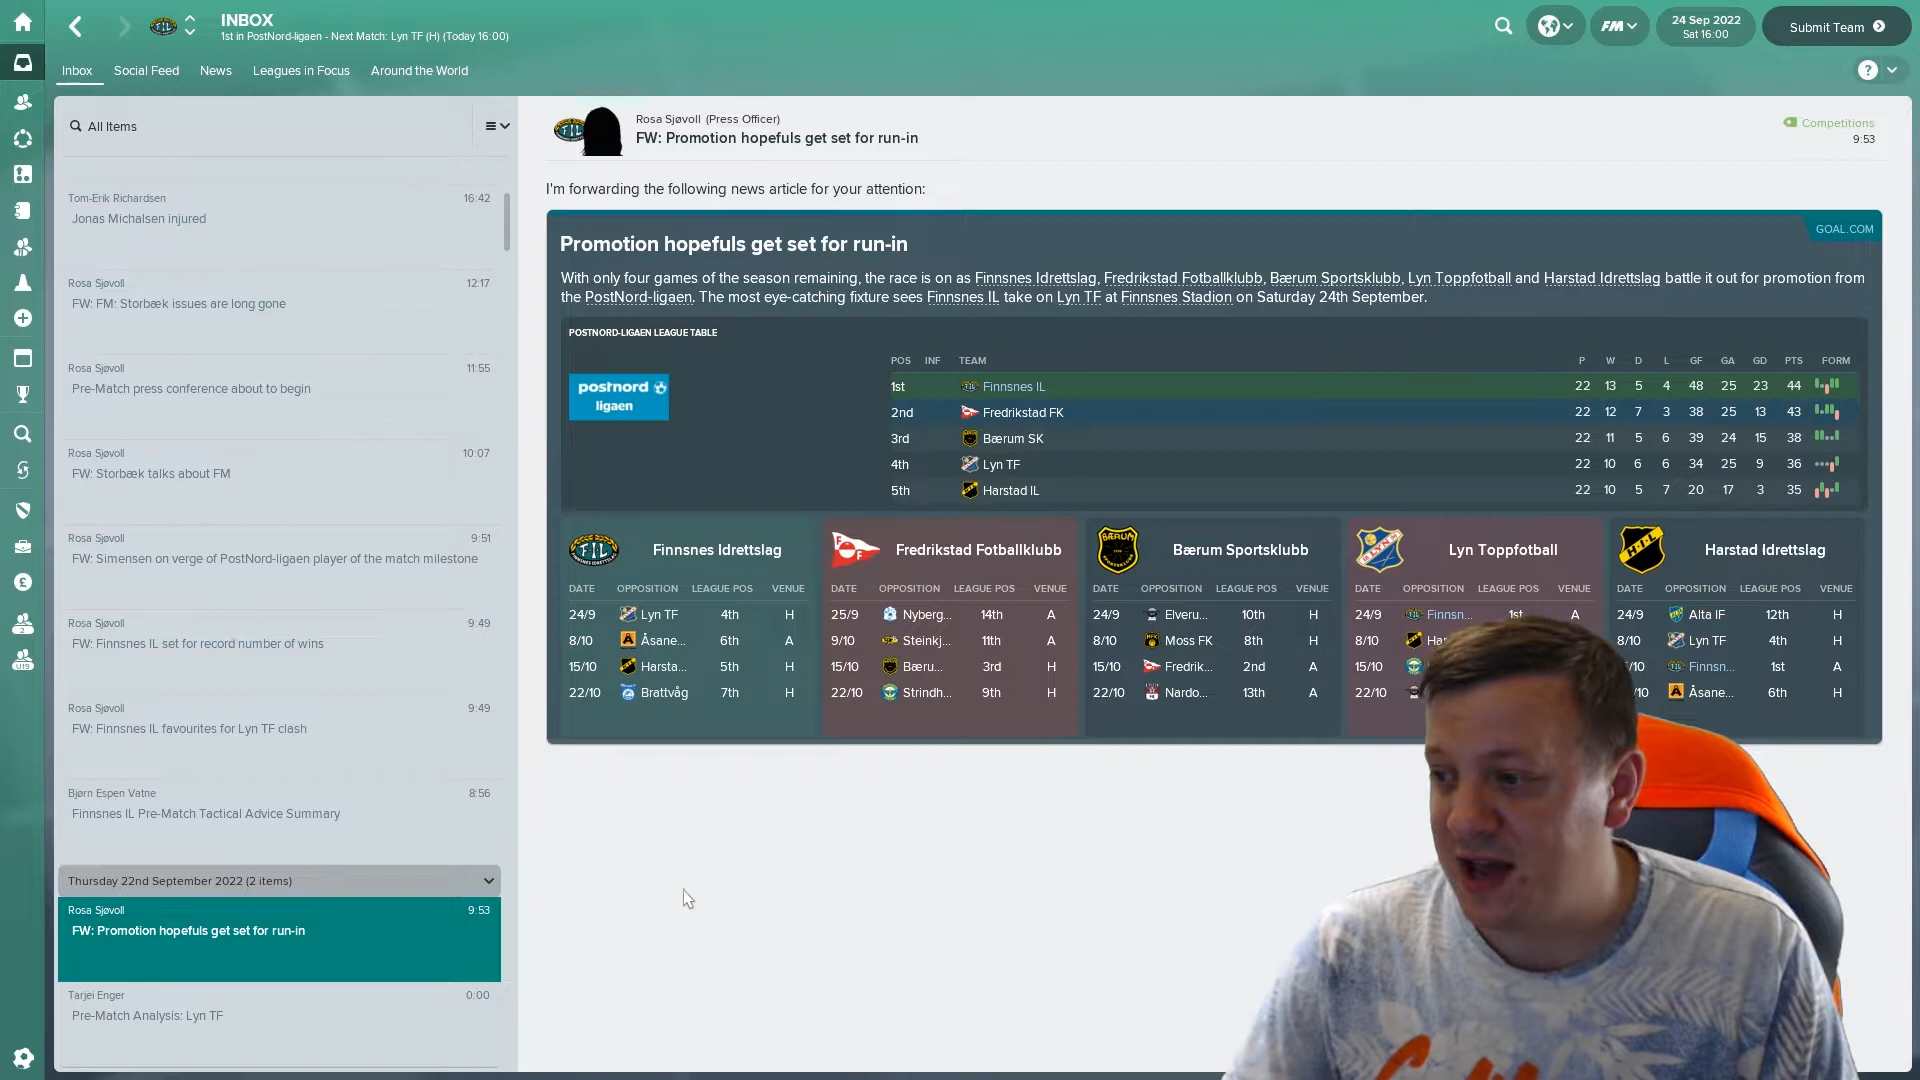 INBOX
1st in PostNord-ligaen - Next Match: Lyn TF (H) (Today 16:00)
FM
24 Sep 2022
Sat 16:00
Submit Team
Inbox Social Feed News Leagues in Focus Around the World
?
All Items
Tom-Erik Richardsen 16:42
Jonas Michalsen injured
Rosa Sjøvoll 12:17
FW: FM: Storbæk issues are long gone
Rosa Sjøvoll 11:55
Pre-Match press conference about to begin
Rosa Sjøvoll 10:07
FW: Storbæk talks about FM
Rosa Sjøvoll 9:51
FW: Simensen on verge of PostNord-ligaen player of the match milestone
Rosa Sjøvoll 9:49
FW: Finnsnes IL set for record number of wins
Rosa Sjøvoll 9:49
FW: Finnsnes IL favourites for Lyn TF clash
Bjørn Espen Vatne 8:56
Finnsnes IL Pre-Match Tactical Advice Summary
Thursday 22nd September 2022 (2 items)
Rosa Sjøvoll 9:53
FW: Promotion hopefuls get set for run-in
Tarjei Enger 0:00
Pre-Match Analysis: Lyn TF
Rosa Sjøvoll (Press Officer)
FW: Promotion hopefuls get set for run-in
Competitions
9:53
I'm forwarding the following news article for your attention:
GOAL.COM
Promotion hopefuls get set for run-in
With only four games of the season remaining, the race is on as Finnsnes Idrettslag, Fredrikstad Fotballklubb, Bærum Sportsklubb, Lyn Toppfotball and Harstad Idrettslag battle it out for promotion from
the PostNord-ligaen. The most eye-catching fixture sees Finnsnes IL take on Lyn TF at Finnsnes Stadion on Saturday 24th September.
POSTNORD-LIGAEN LEAGUE TABLE
postnord
ligaen
POS INF TEAM P W D L GF GA GD PTS FORM
1st Finnsnes IL 22 13 5 4 48 25 23 44
2nd Fredrikstad FK 22 12 7 3 38 25 13 43
3rd Bærum SK 22 11 5 6 39 24 15 38
4th Lyn TF 22 10 6 6 34 25 9 36
5th Harstad IL 22 10 5 7 20 17 3 35
Finnsnes Idrettslag
DATE OPPOSITION LEAGUE POS VENUE
24/9 Lyn TF 4th H
8/10 Åsane... 6th A
15/10 Harsta... 5th H
22/10 Brattvåg 7th H
Fredrikstad Fotballklubb
DATE OPPOSITION LEAGUE POS VENUE
25/9 Nyberg... 14th A
9/10 Steinkj... 11th A
15/10 Bæru... 3rd H
22/10 Strindh... 9th H
Bærum Sportsklubb
DATE OPPOSITION LEAGUE POS VENUE
24/9 Elveru... 10th H
8/10 Moss FK 8th H
15/10 Fredrik... 2nd A
22/10 Nardo... 13th A
Lyn Toppfotball
DATE OPPOSITION LEAGUE POS VENUE
24/9 Finnsn... 1st A
8/10
15/10
22/10
Harstad Idrettslag
DATE OPPOSITION LEAGUE POS VENUE
24/9 Alta IF 12th H
8/10 Lyn TF 4th H
Finnsn... 1st A
Åsane... 6th H